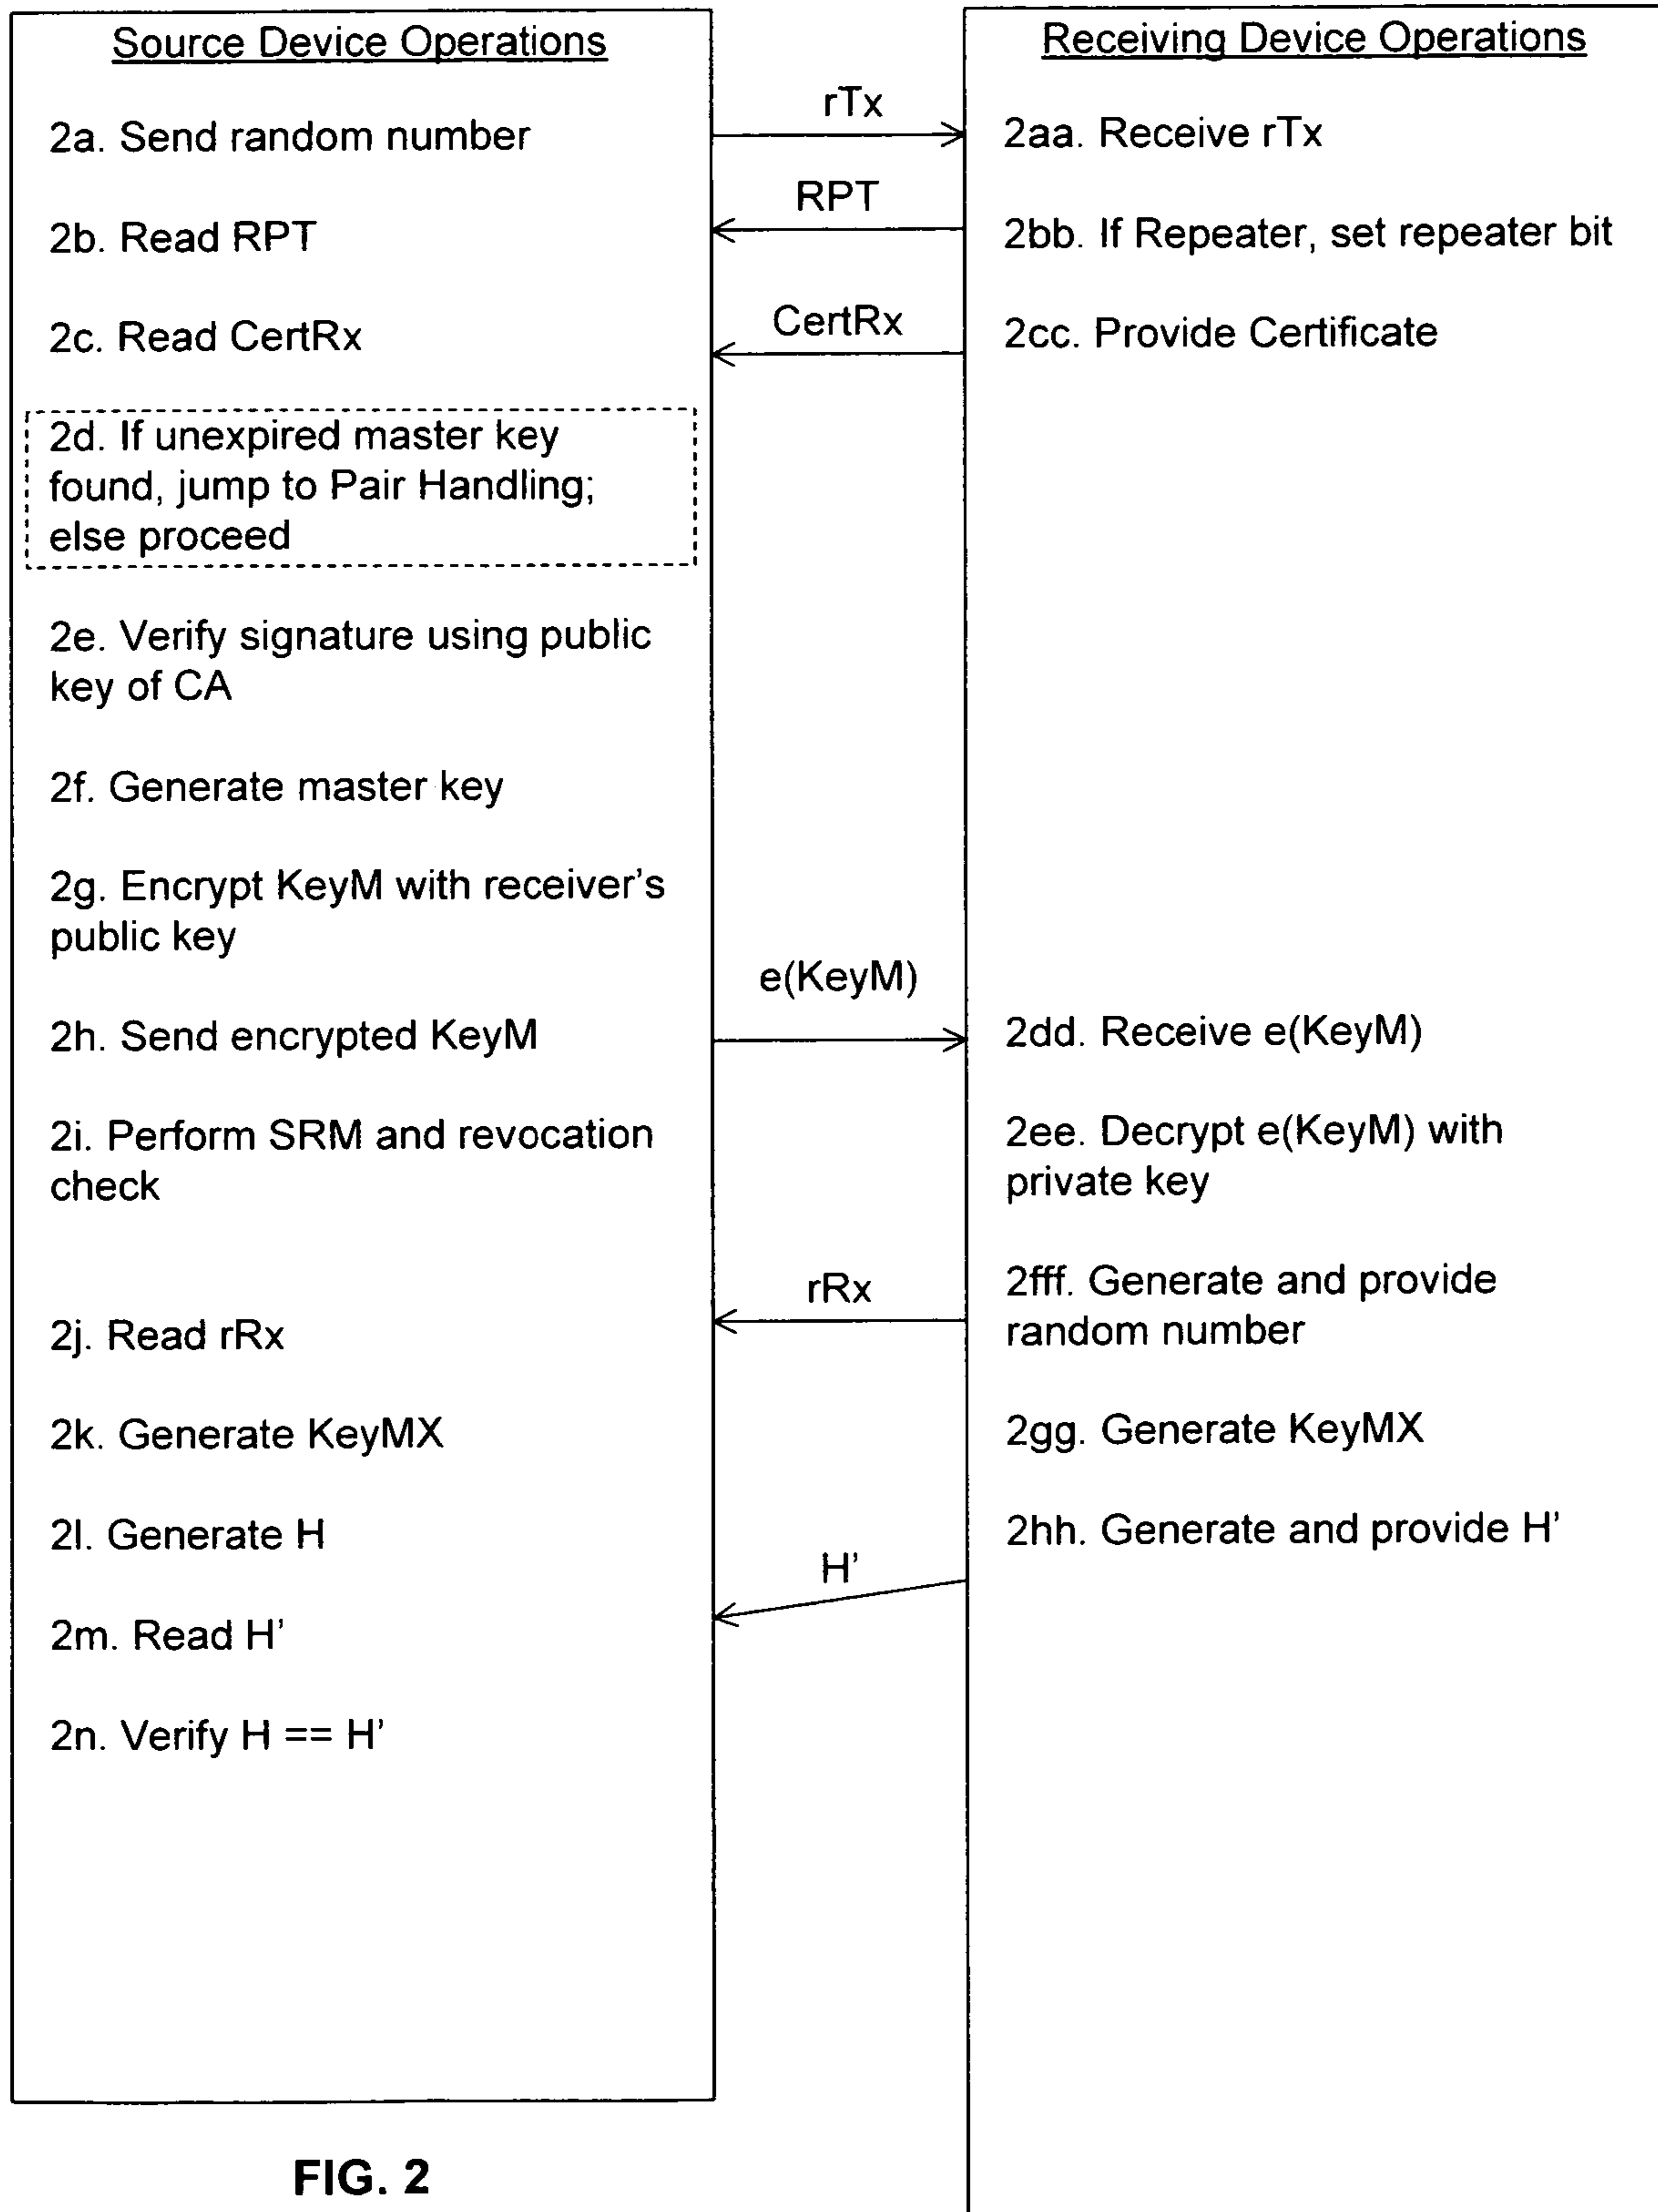 Source Device Operations
2a. Send random number
2b. Read RPT
2c. Read CertRx
2d. If unexpired master key
found, jump to Pair Handling;
else proceed
2e. Verify signature using public
key of CA
2f. Generate master key
2g. Encrypt KeyM with receiver's
public key
2h. Send encrypted KeyM
2i. Perform SRM and revocation
check
2j. Read rRx
2k. Generate KeyMX
2l. Generate H
2m. Read H'
2n. Verify H == H'
rTx
RPT
CertRx
e(KeyM)
rRx
H'
Receiving Device Operations
2aa. Receive rTx
2bb. If Repeater, set repeater bit
2cc. Provide Certificate
2dd. Receive e(KeyM)
2ee. Decrypt e(KeyM) with
private key
2fff. Generate and provide
random number
2gg. Generate KeyMX
2hh. Generate and provide H'
FIG. 2